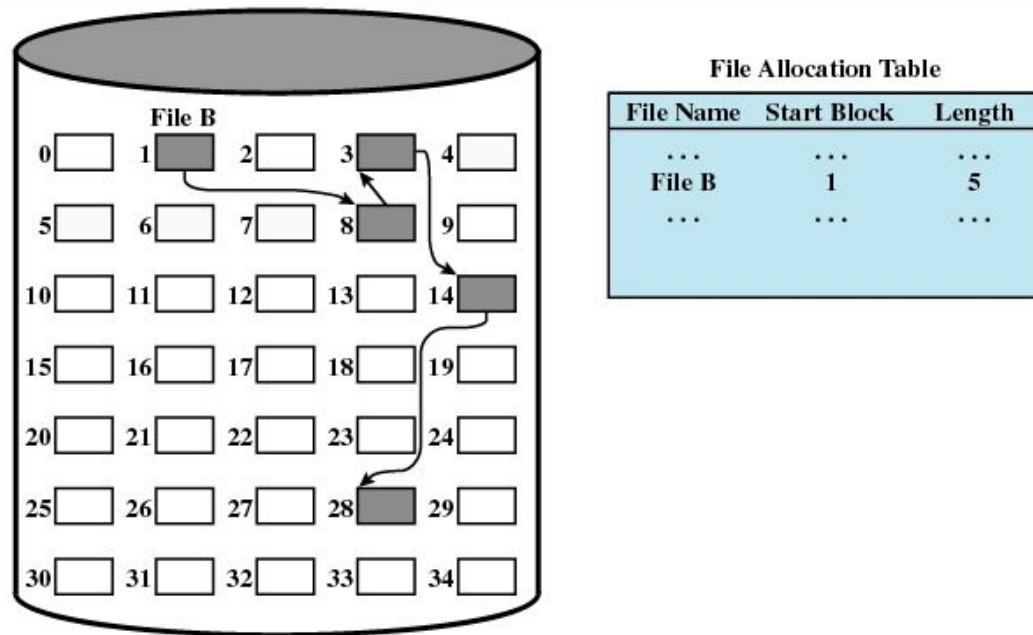 File B
0 1 2 3 4
5 6 7 8 9
10 11 12 13 14
15 16 17 18 19
20 21 22 23 24
25 26 27 28 29
30 31 32 33 34
File Allocation Table
File Name Start Block Length
... ... ...
File B 1 5
... ... ...